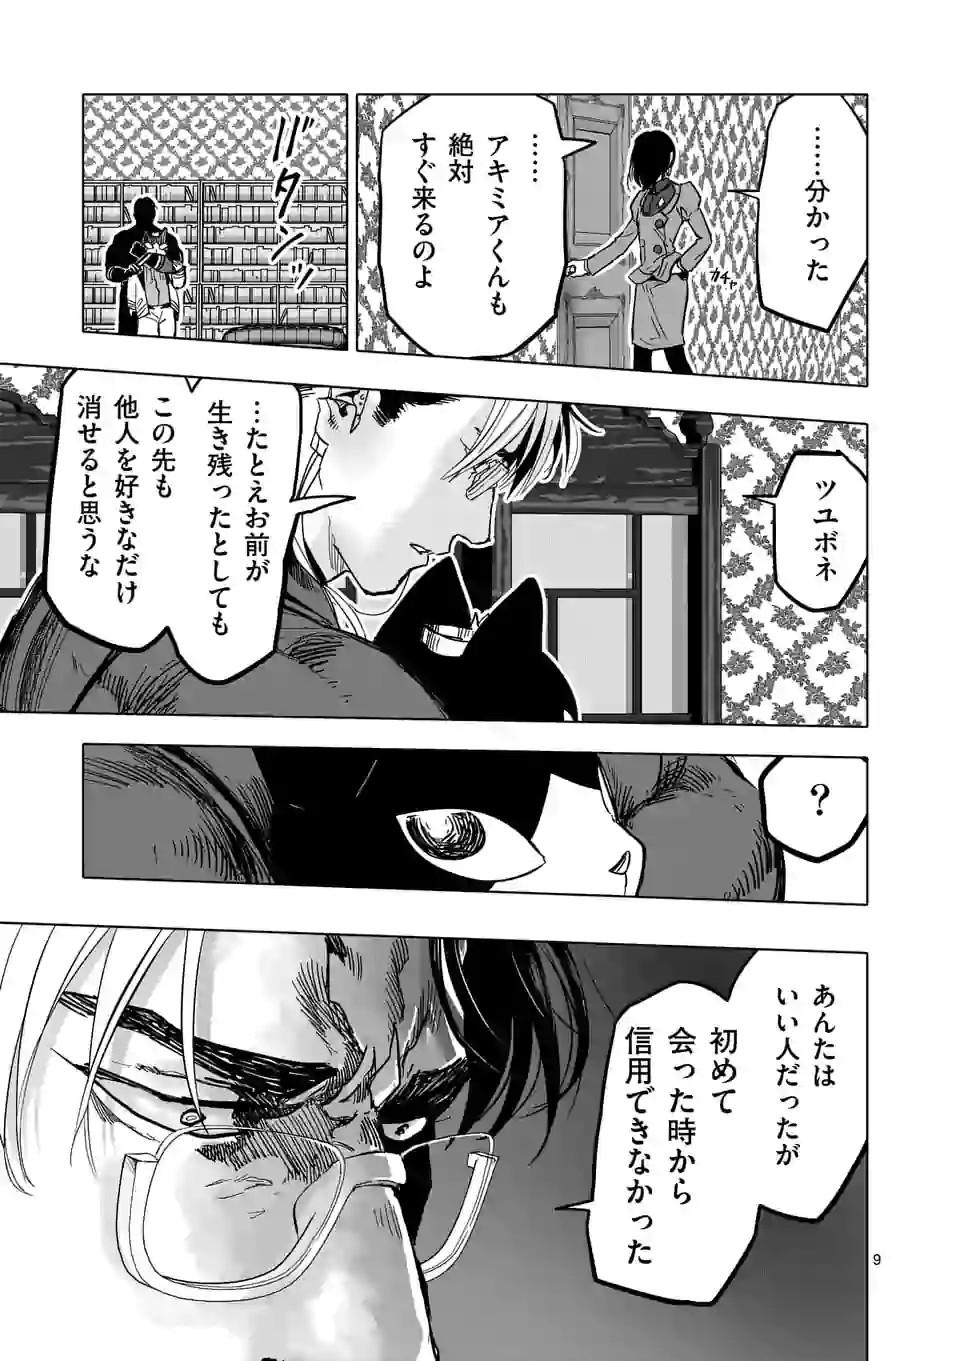 ……分かった
ガチャ
……
アキミアくんも
絶対
すぐ来るのよ
バタンッ
ツユボネ
…たとえお前が
生き残ったとしても
この先も
他人を好きなだけ
消せると思うな
？
あんたは
いい人だったが
初めて
会った時から
信用できなかった
9